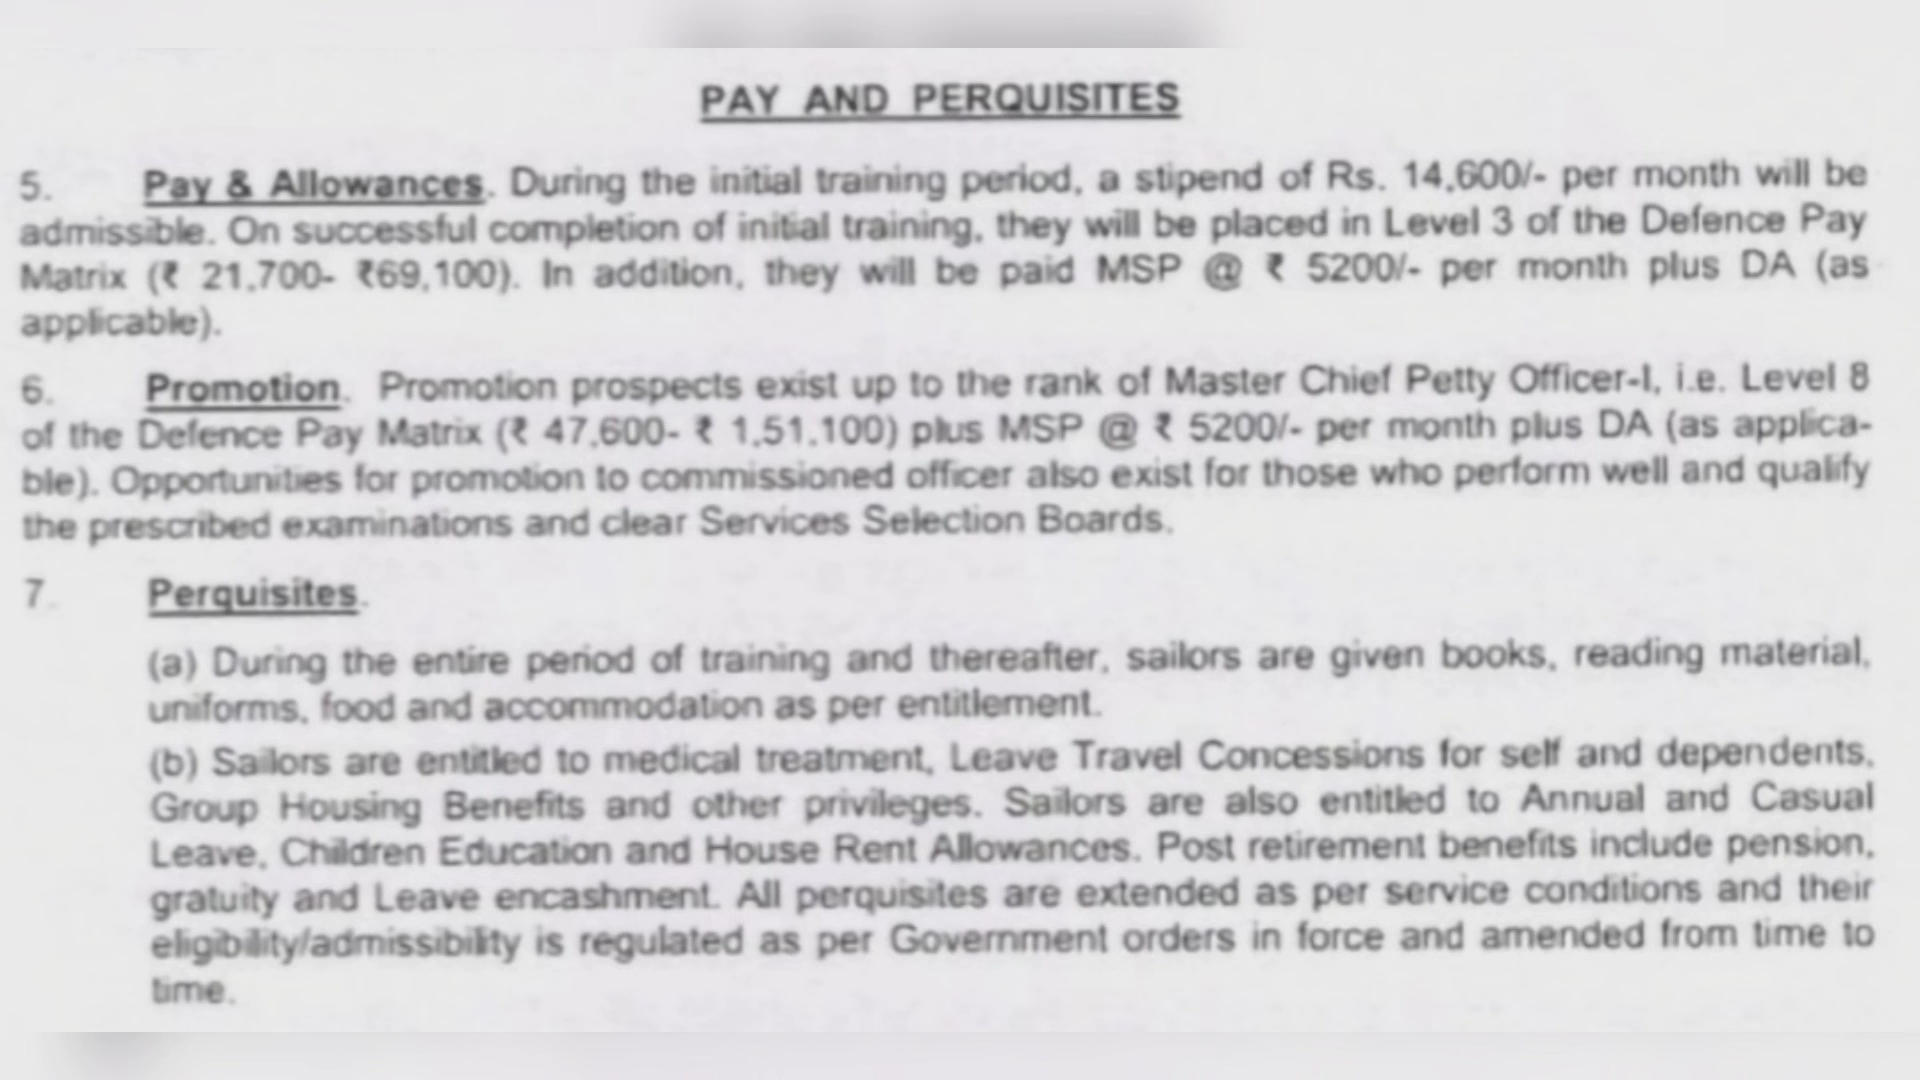 PAY AND PERQUISITES
5. Pay & Allowances. During the initial training period, a stipend of Rs. 14,600/- per month will be
admissible. On successful completion of initial training, they will be placed in Level 3 of the Defence Pay
Matrix (₹ 21,700- ₹69,100). In addition, they will be paid MSP @ ₹ 5200/- per month plus DA (as
applicable).
6. Promotion. Promotion prospects exist up to the rank of Master Chief Petty Officer-I, i.e. Level 8
of the Defence Pay Matrix (₹ 47,600- ₹ 1,51,100) plus MSP @ ₹ 5200/- per month plus DA (as applica-
ble). Opportunities for promotion to commissioned officer also exist for those who perform well and qualify
the prescribed examinations and clear Services Selection Boards.
7. Perquisites.
(a) During the entire period of training and thereafter, sailors are given books, reading material,
uniforms, food and accommodation as per entitlement.
(b) Sailors are entitled to medical treatment, Leave Travel Concessions for self and dependents,
Group Housing Benefits and other privileges. Sailors are also entitled to Annual and Casual
Leave, Children Education and House Rent Allowances. Post retirement benefits include pension,
gratuity and Leave encashment. All perquisites are extended as per service conditions and their
eligibility/admissibility is regulated as per Government orders in force and amended from time to
time.